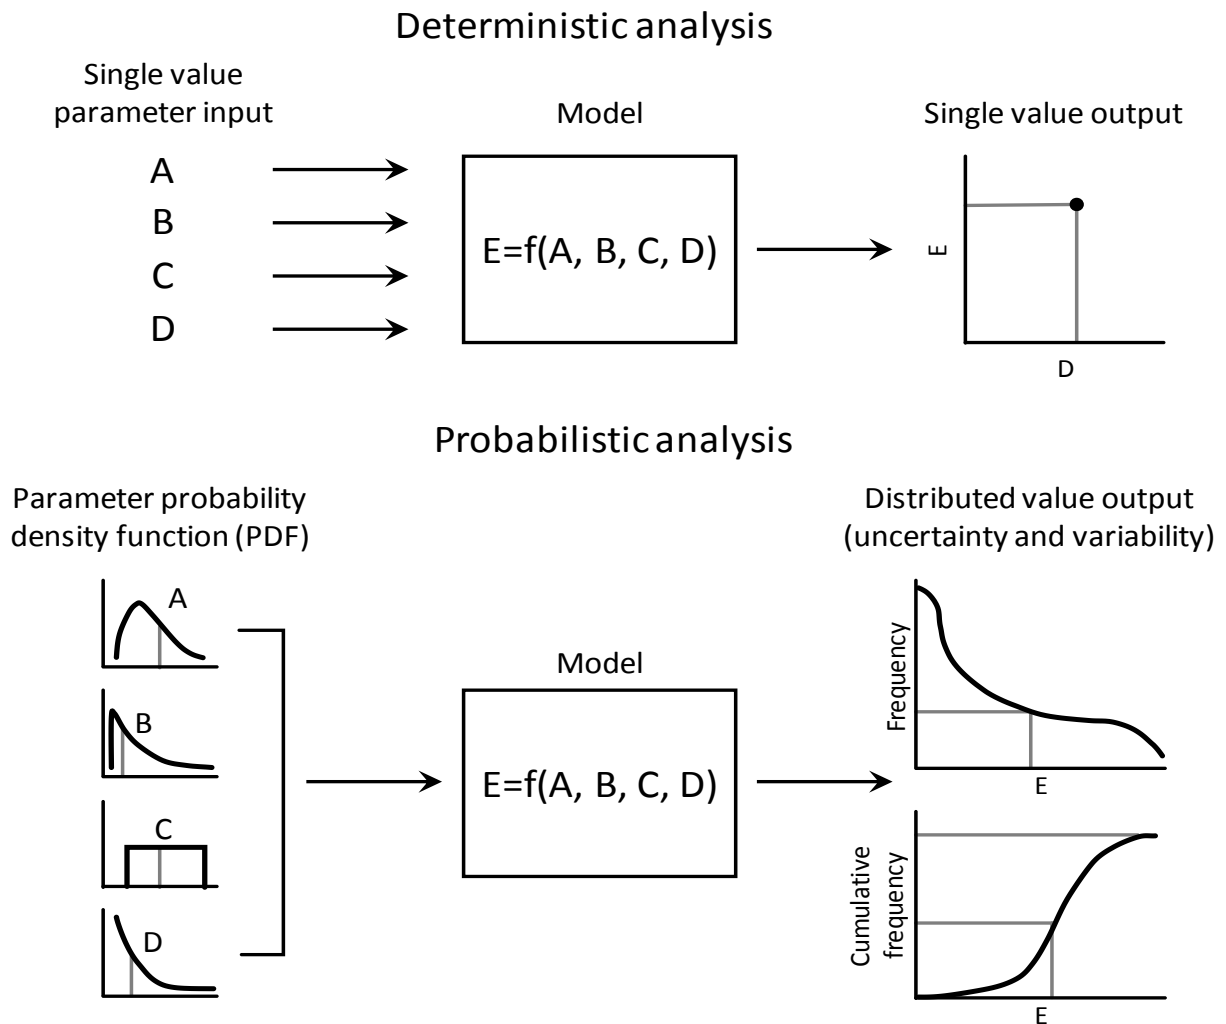 Deterministic analysis
Single value
parameter input
Model
Single value output
A
B
C
D
E=f(A, B, C, D)
E
D
Probabilistic analysis
Parameter probability
density function (PDF)
Distributed value output
(uncertainty and variability)
A
B
C
D
Model
E=f(A, B, C, D)
Frequency
E
Cumulative
frequency
E